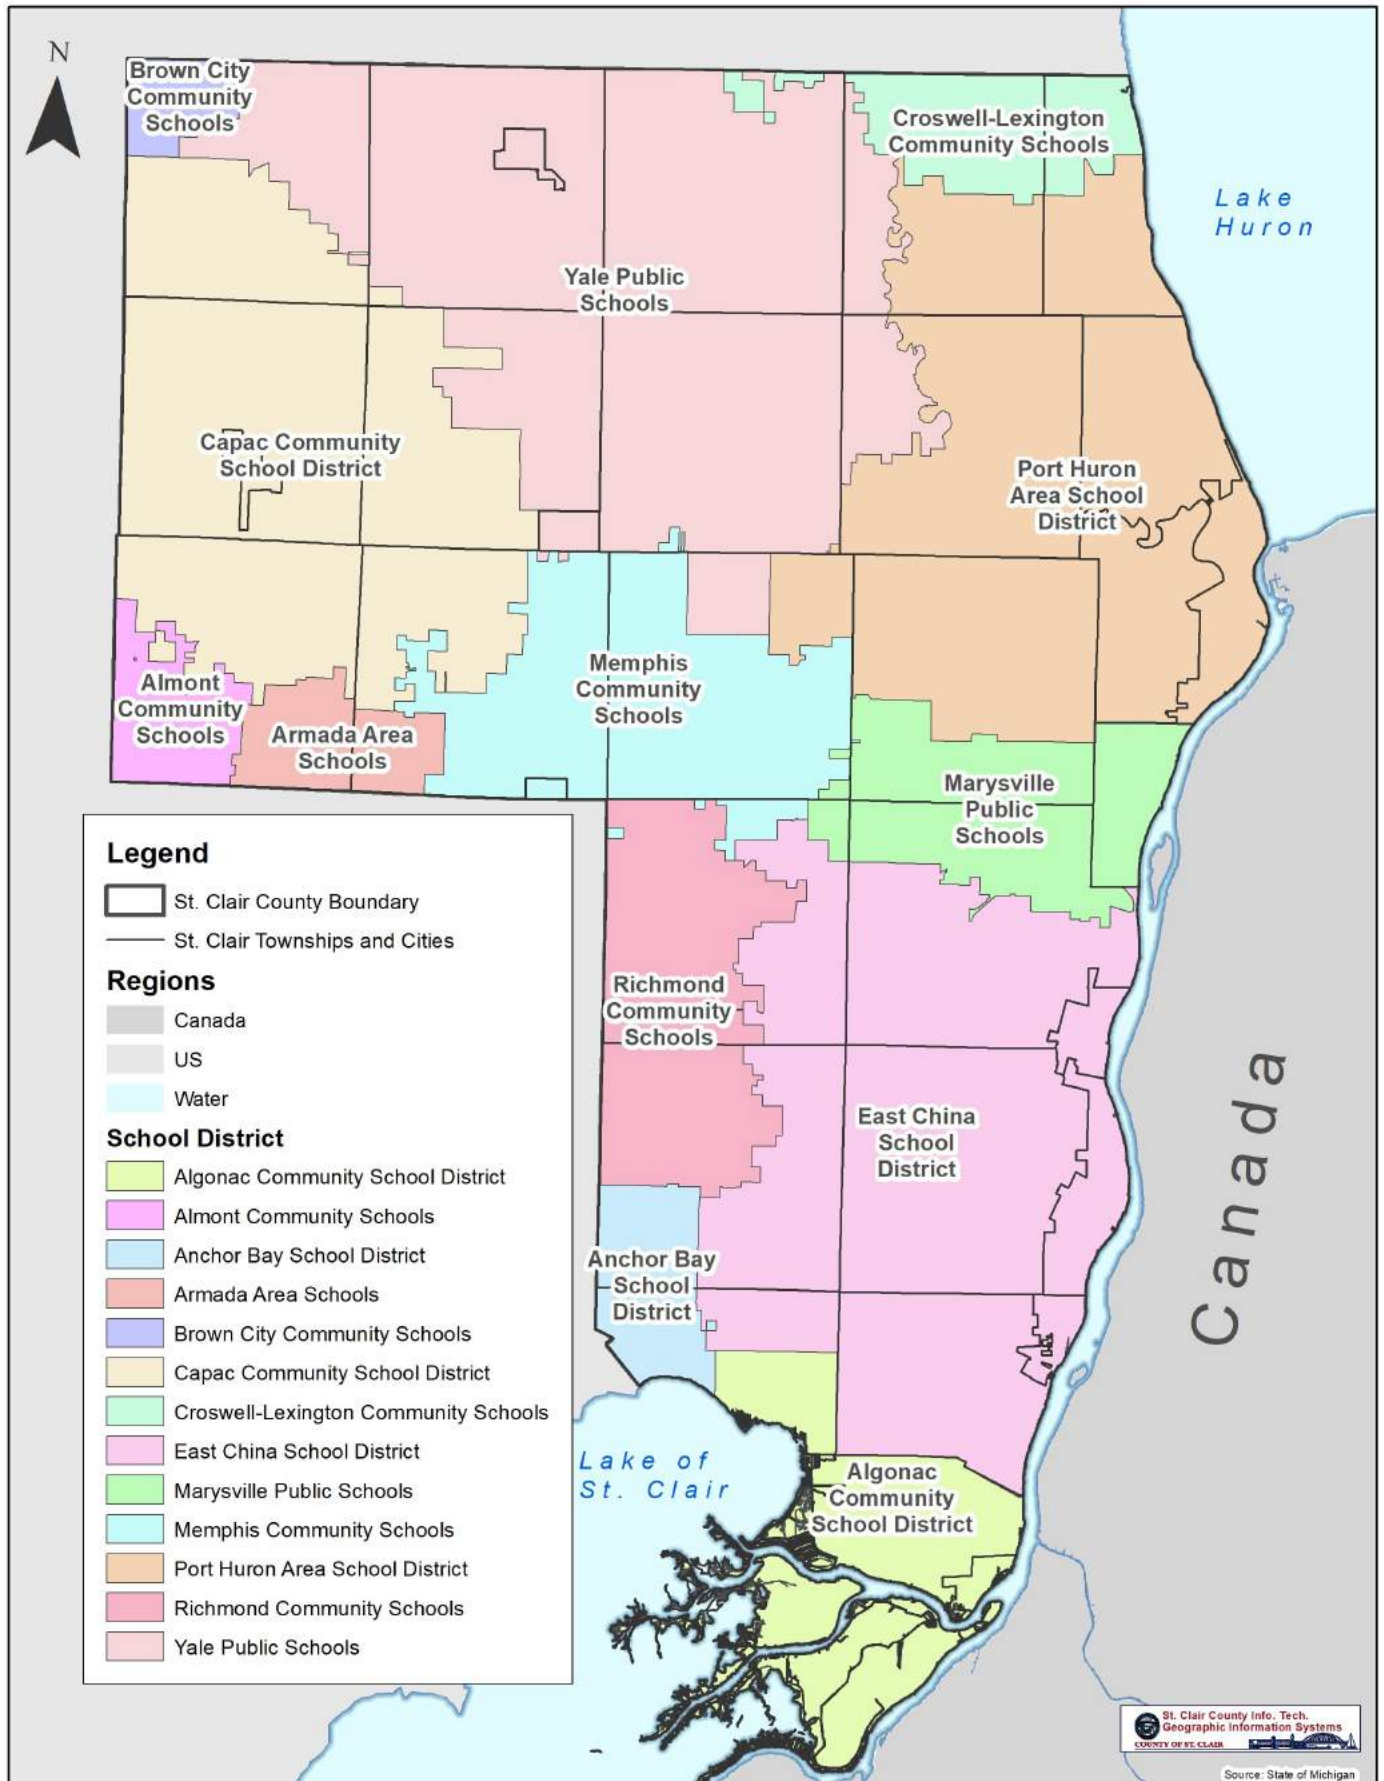 N
Brown City
Community
Schools
Croswell-Lexington
Community Schools
Lake
Huron
Yale Public
Schools
Capac Community
School District
Port Huron
Area School
District
Memphis
Community
Schools
Almont
Community
Schools
Armada Area
Schools
Marysville
Public
Schools
Legend
St. Clair County Boundary
St. Clair Townships and Cities
Regions
Canada
US
Water
School District
Algonac Community School District
Almont Community Schools
Anchor Bay School District
Armada Area Schools
Brown City Community Schools
Capac Community School District
Croswell-Lexington Community Schools
East China School District
Marysville Public Schools
Memphis Community Schools
Port Huron Area School District
Richmond Community Schools
Yale Public Schools
Richmond
Community
Schools
East China
School
District
Canada
Anchor Bay
School
District
Lake of
St. Clair
Algonac
Community
School District
St. Clair County Info. Tech.
Geographic Information Systems
COUNTY OF ST. CLAIR
Source: State of Michigan